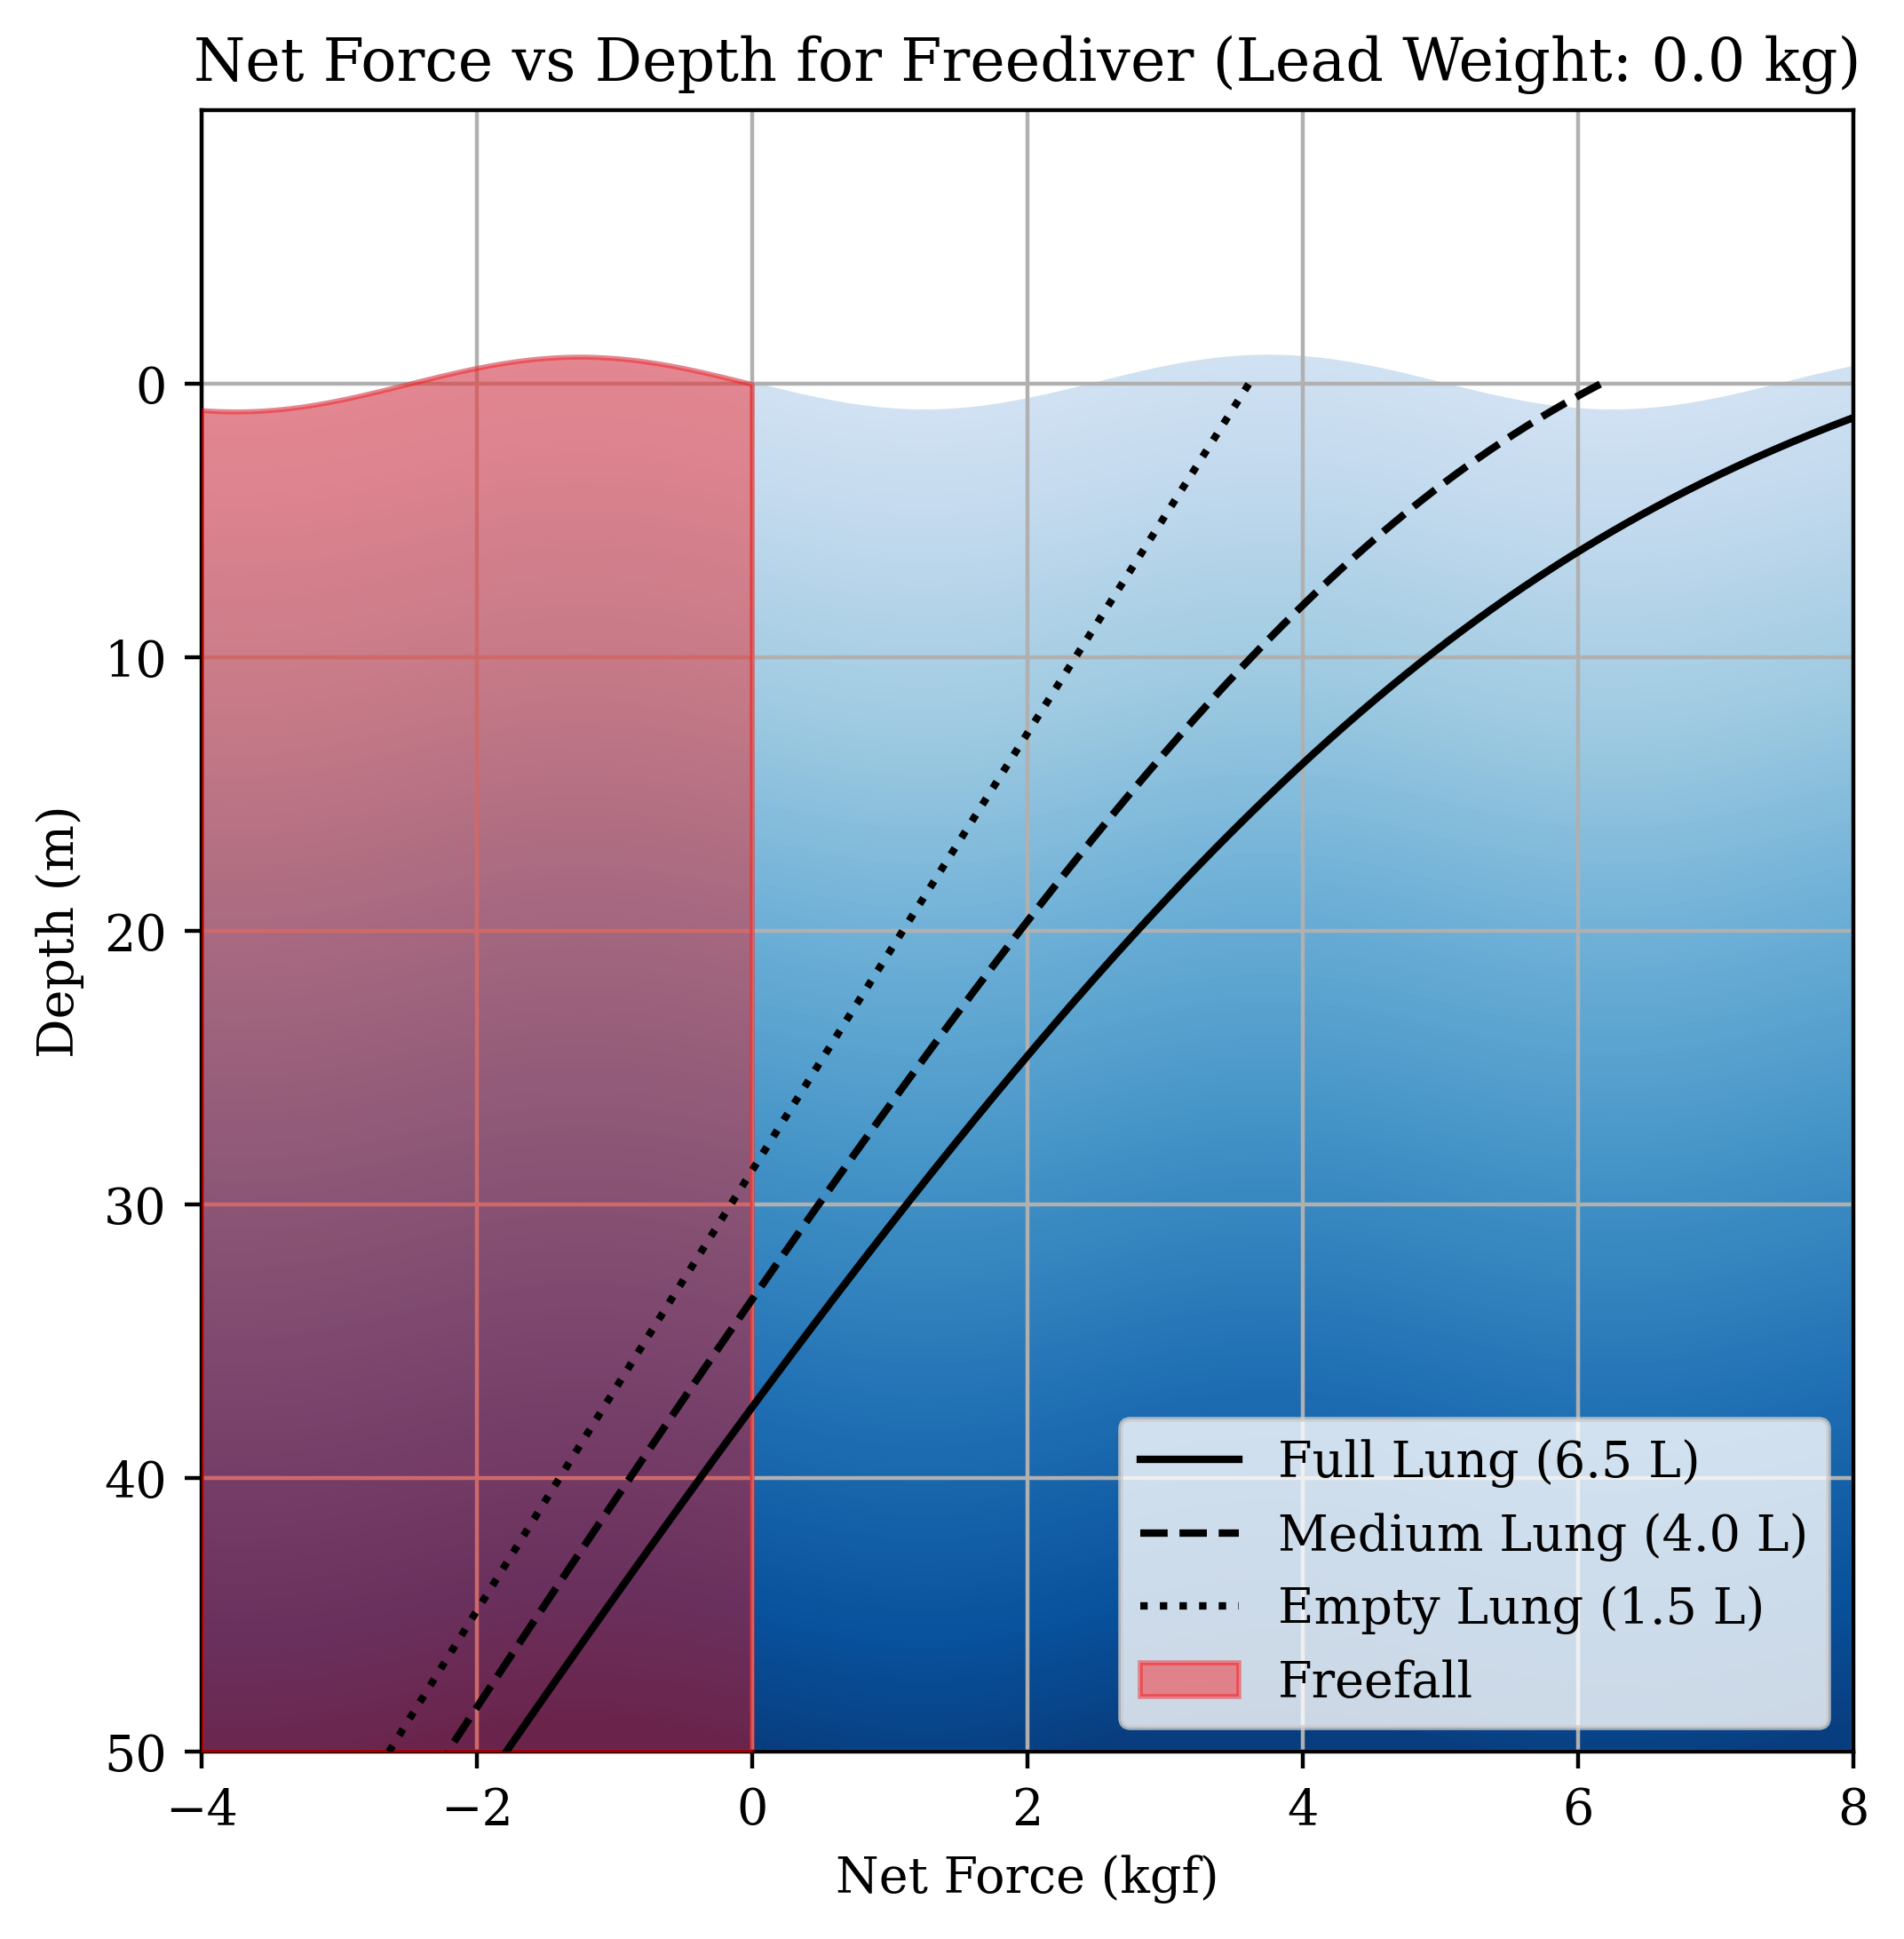 Net Force vs Depth for Freediver (Lead Weight: 0.0 kg)
0
10
20
30
40
50
Depth (m)
−4
−2
0
2
4
6
8
Net Force (kgf)
Full Lung (6.5 L)
Medium Lung (4.0 L)
Empty Lung (1.5 L)
Freefall